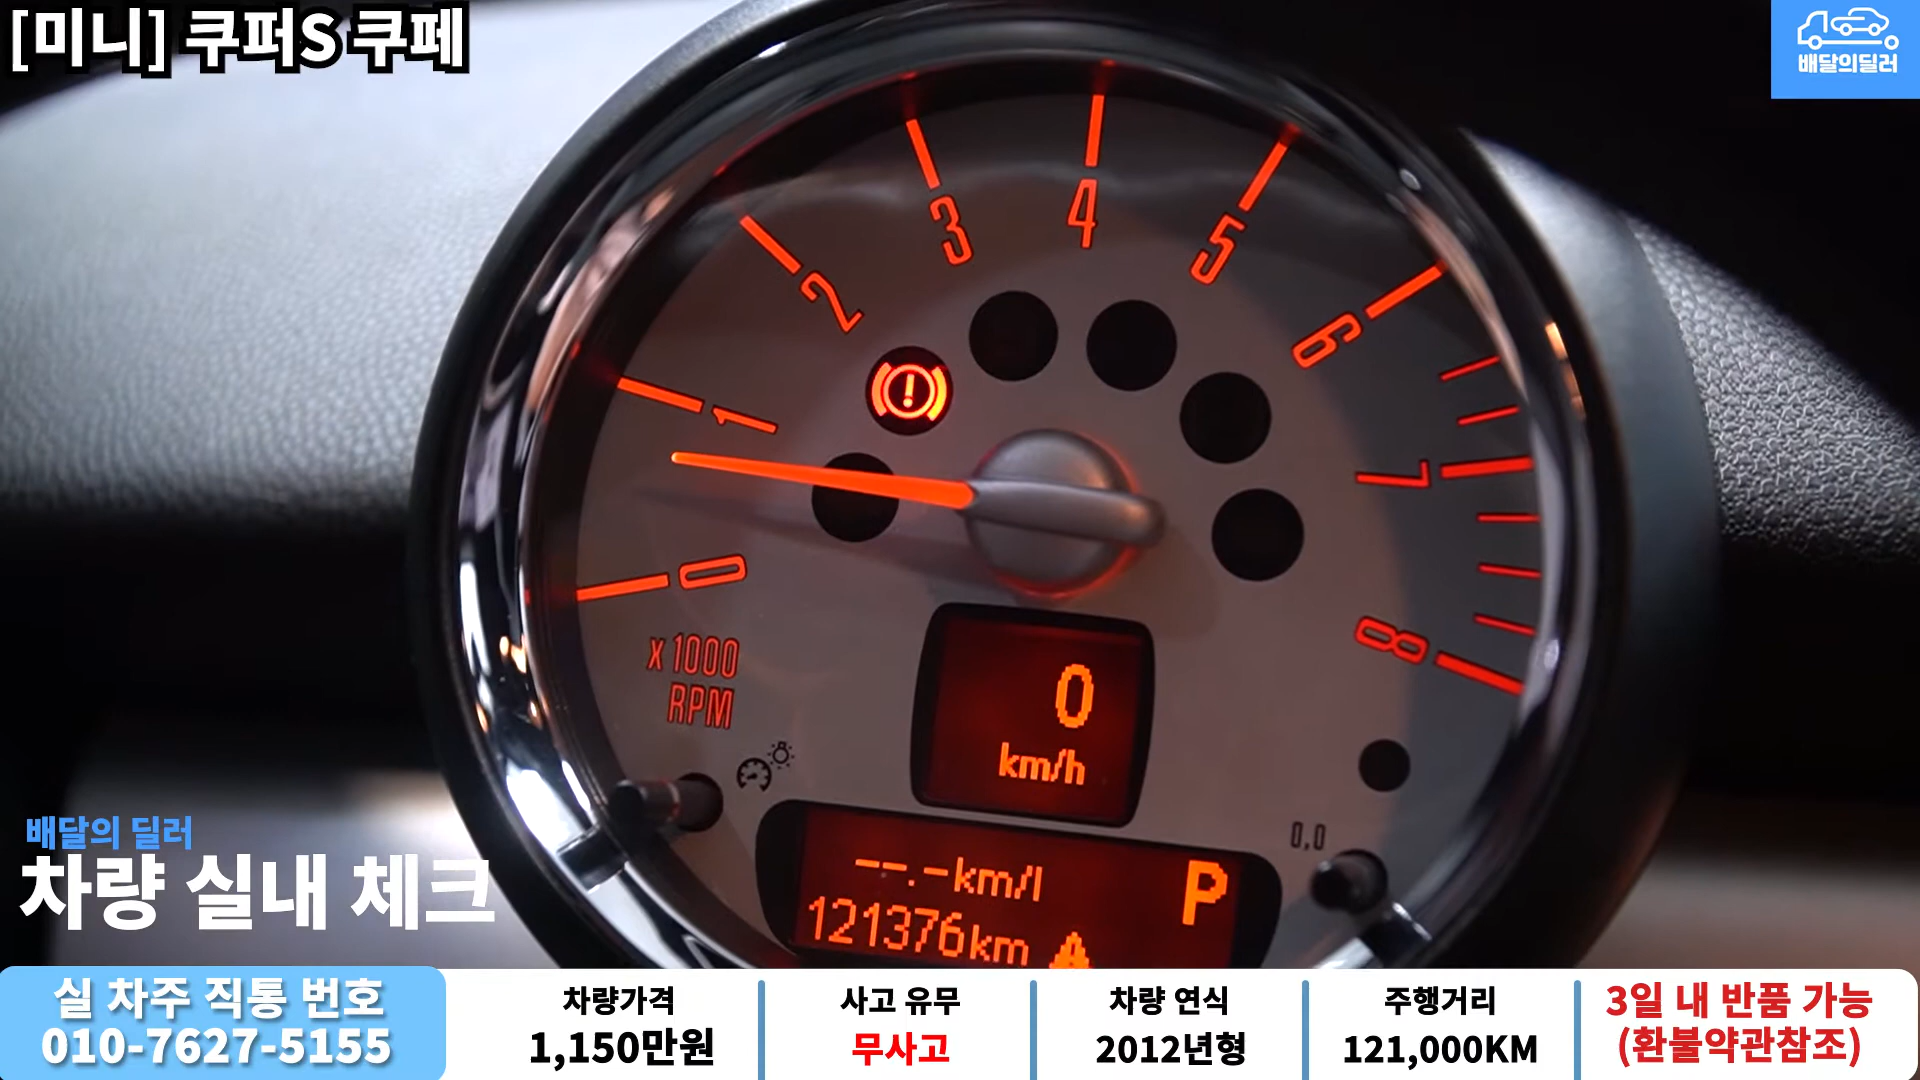 [미니] 쿠퍼S 쿠페
배달의딜러
0
1
2
3
4
5
6
7
8
x 1000
RPM
0
km/h
0,0
--.-km/l
P
121376km
배달의 딜러
차량 실내 체크
실 차주 직통 번호
010-7627-5155
차량가격
1,150만원
사고 유무
무사고
차량 연식
2012년형
주행거리
121,000KM
3일 내 반품 가능
(환불약관참조)